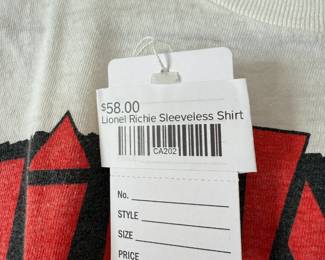 $58.00
Lionel Richie Sleeveless Shirt
CA202
No.
STYLE
SIZE
PRICE